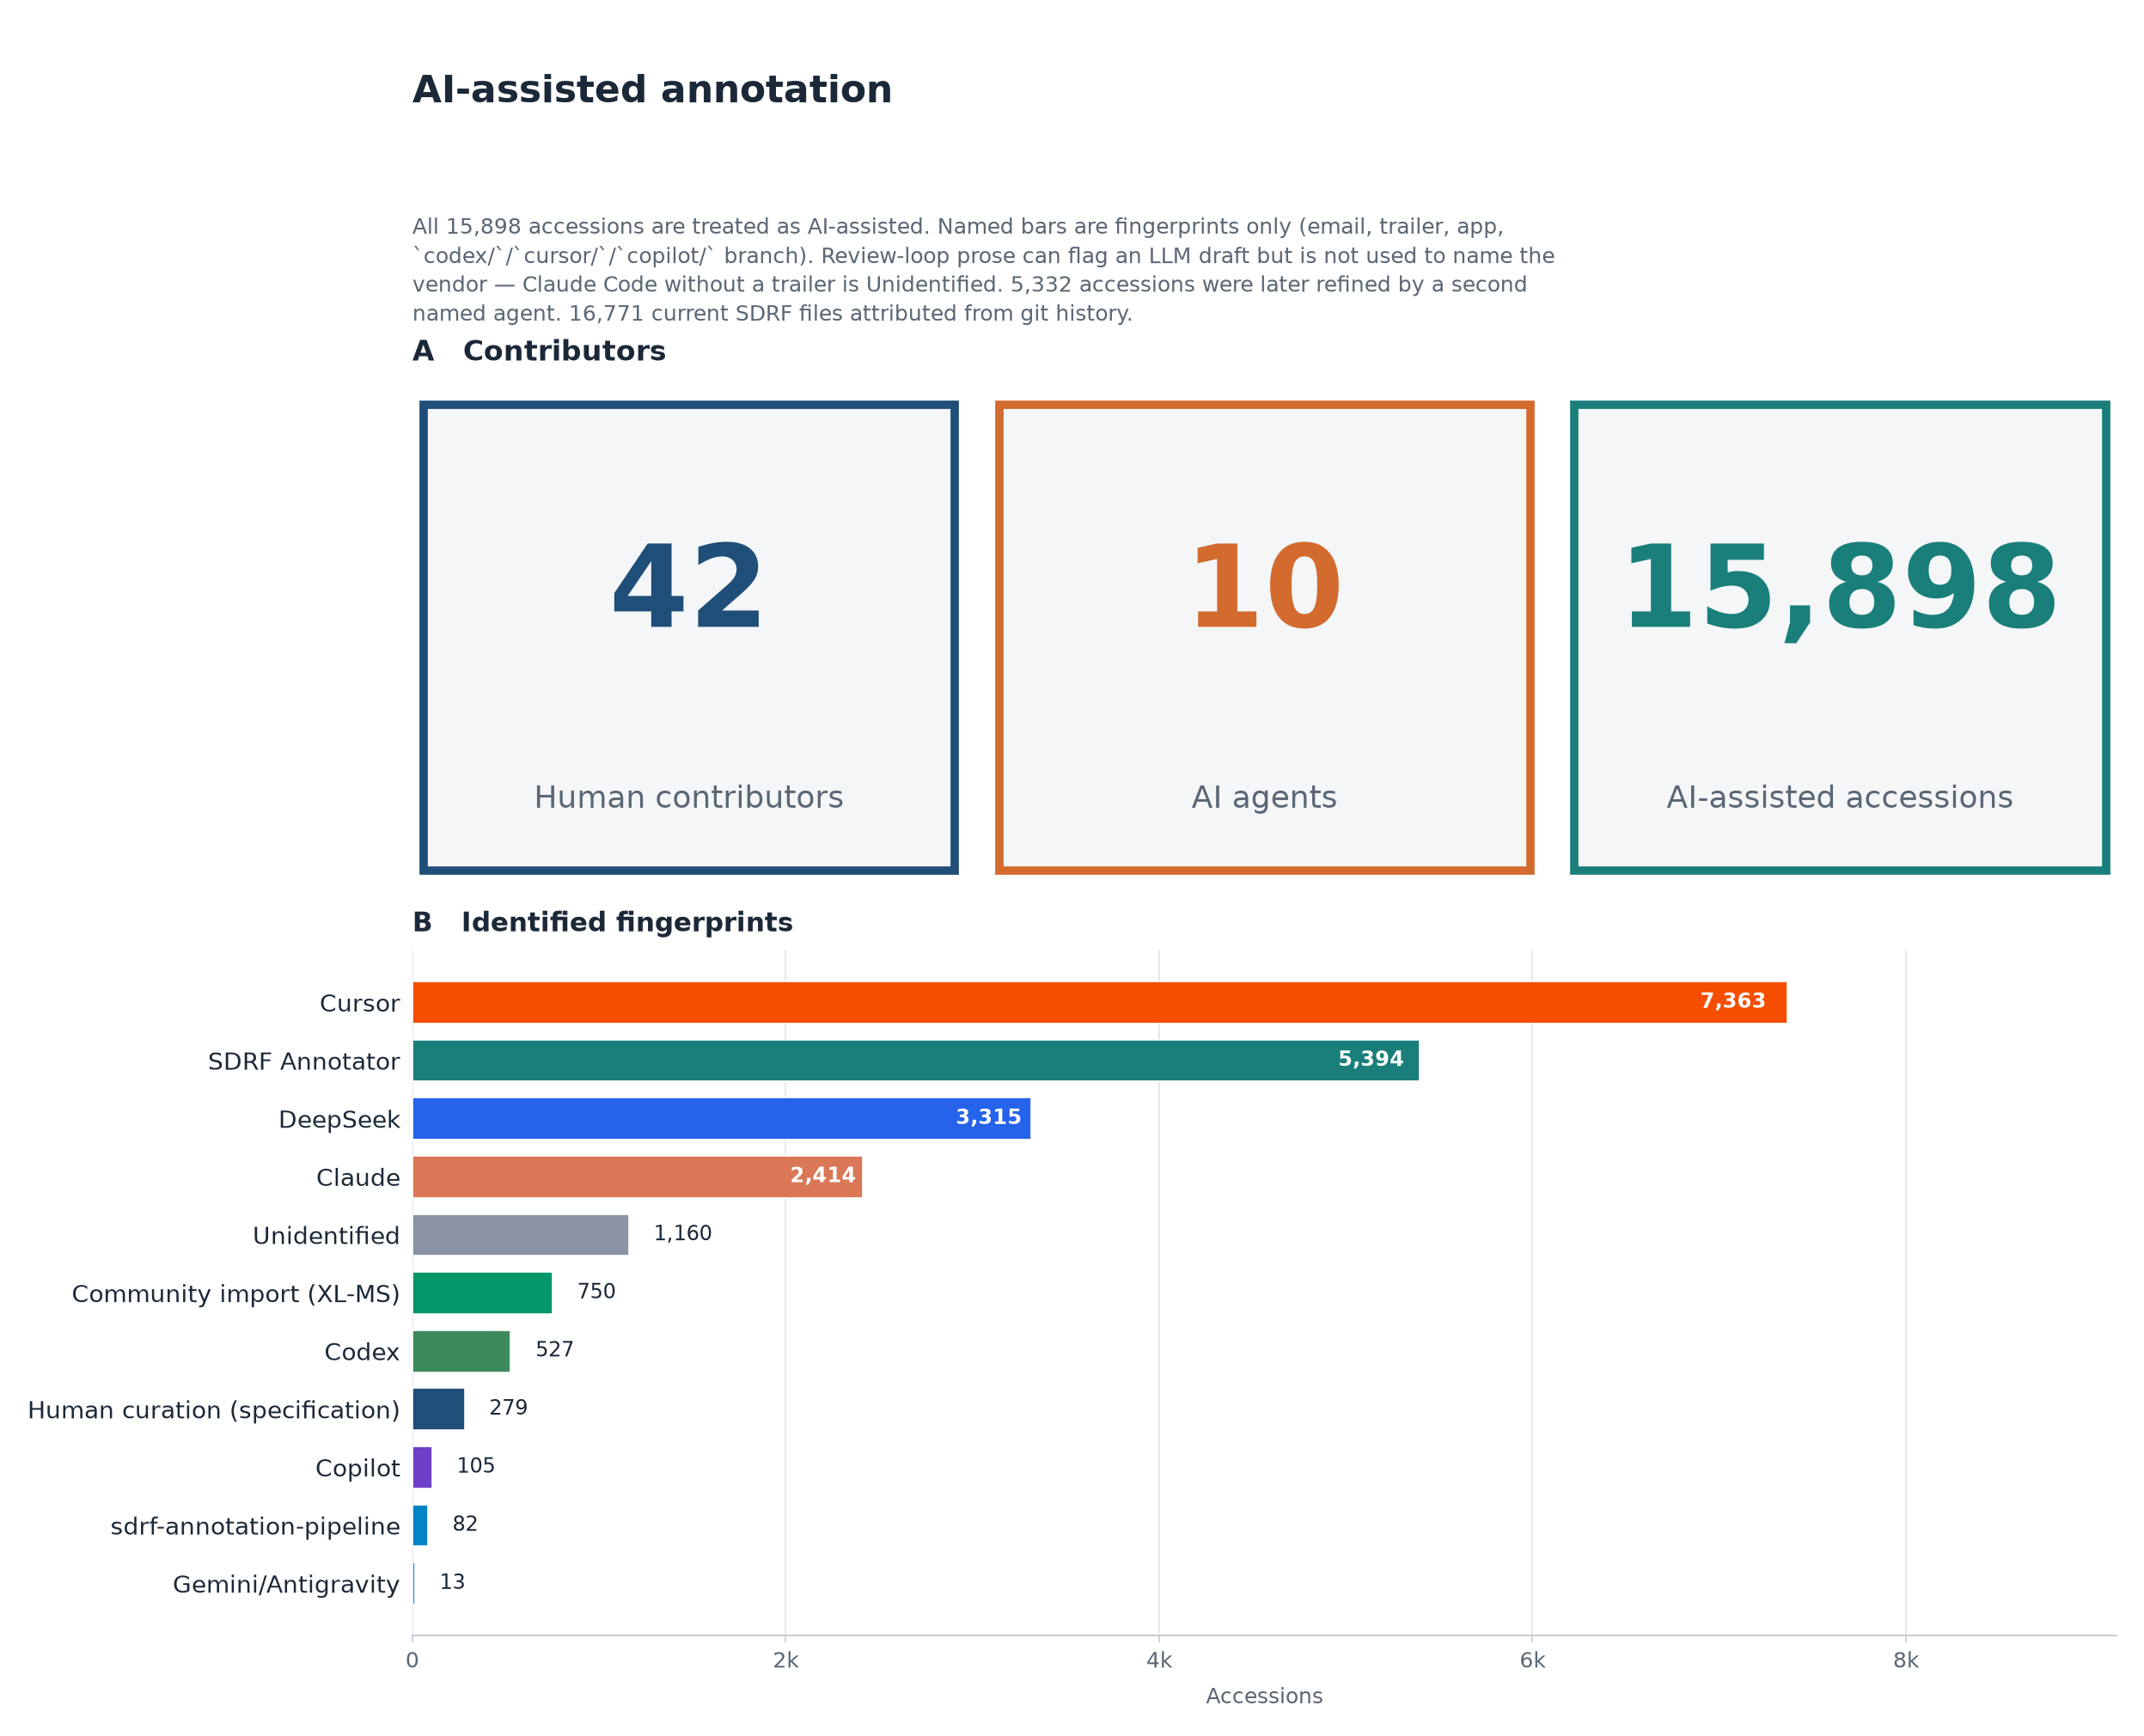 AI-assisted annotation
All 15,898 accessions are treated as AI-assisted. Named bars are fingerprints only (email, trailer, app,
`codex/`/`cursor/`/`copilot/` branch). Review-loop prose can flag an LLM draft but is not used to name the
vendor — Claude Code without a trailer is Unidentified. 5,332 accessions were later refined by a second
named agent. 16,771 current SDRF files attributed from git history.
A Contributors
42
Human contributors
10
AI agents
15,898
AI-assisted accessions
B Identified fingerprints
Cursor 7,363
SDRF Annotator 5,394
DeepSeek 3,315
Claude 2,414
Unidentified 1,160
Community import (XL-MS) 750
Codex 527
Human curation (specification) 279
Copilot 105
sdrf-annotation-pipeline 82
Gemini/Antigravity 13
0 2k 4k 6k 8k
Accessions